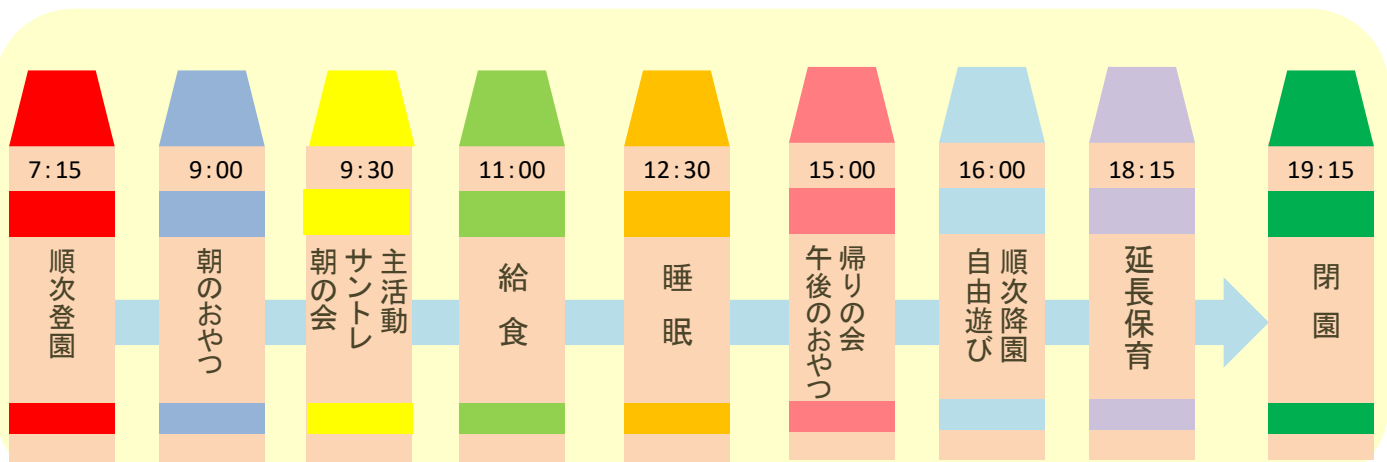 7:15
順次登園
9:00
朝のおやつ
9:30
主活動
サントレ
朝の会
11:00
給食
12:30
睡眠
15:00
帰りの会
午後のおやつ
16:00
順次降園
自由遊び
18:15
延長保育
19:15
閉園